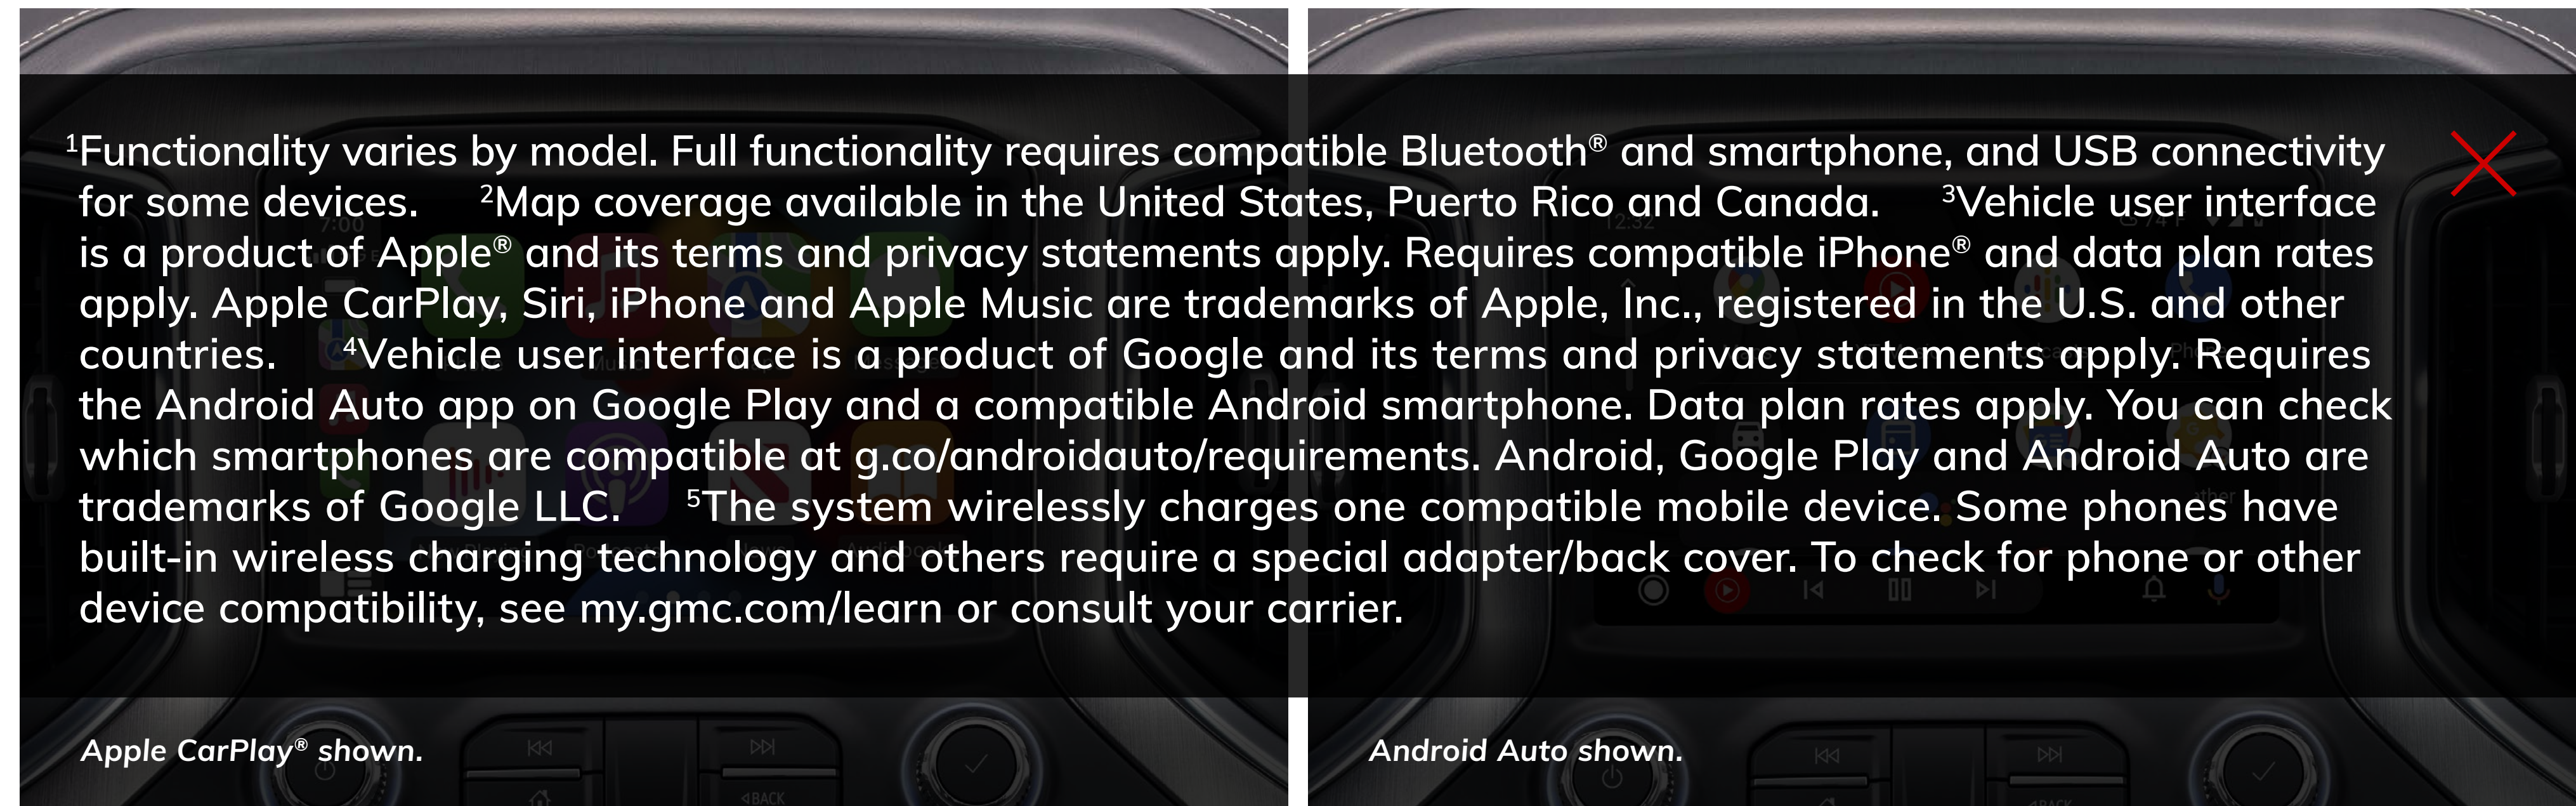 ¹Functionality varies by model. Full functionality requires compatible Bluetooth® and smartphone, and USB connectivity
for some devices. ²Map coverage available in the United States, Puerto Rico and Canada. ³Vehicle user interface
is a product of Apple® and its terms and privacy statements apply. Requires compatible iPhone® and data plan rates
apply. Apple CarPlay, Siri, iPhone and Apple Music are trademarks of Apple, Inc., registered in the U.S. and other
countries. ⁴Vehicle user interface is a product of Google and its terms and privacy statements apply. Requires
the Android Auto app on Google Play and a compatible Android smartphone. Data plan rates apply. You can check
which smartphones are compatible at g.co/androidauto/requirements. Android, Google Play and Android Auto are
trademarks of Google LLC. ⁵The system wirelessly charges one compatible mobile device. Some phones have
built-in wireless charging technology and others require a special adapter/back cover. To check for phone or other
device compatibility, see my.gmc.com/learn or consult your carrier.
7:00
12:32
Apple CarPlay® shown.
BACK
Android Auto shown.
BACK